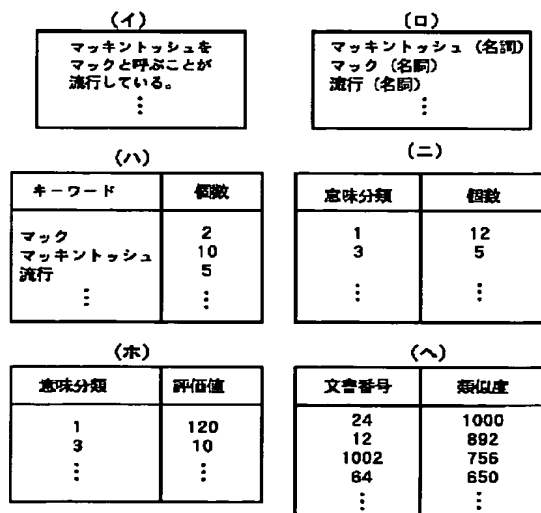 (イ)
マッキントッシュを
マックと呼ぶことが
流行している。
⋮
(ロ)
マッキントッシュ (名詞)
マック (名詞)
流行 (名詞)
⋮
(ハ)
キーワード 個数
マック 2
マッキントッシュ 10
流行 5
⋮ ⋮
(ニ)
意味分類 個数
1 12
3 5
⋮ ⋮
(ホ)
意味分類 評価値
1 120
3 10
⋮ ⋮
(ヘ)
文書番号 類似度
24 1000
12 892
1002 756
64 650
⋮ ⋮